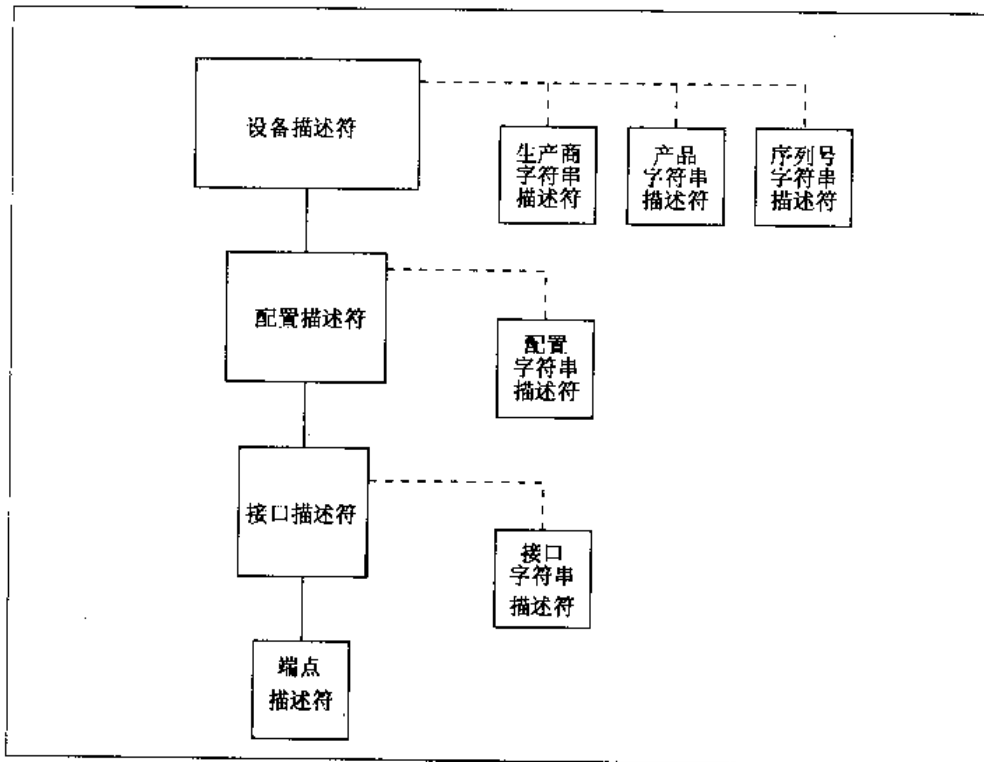 设备描述符
生产商
字符串
描述符
产品
字符串
描述符
序列号
字符串
描述符
配置描述符
配置
字符串
描述符
接口描述符
接口
字符串
描述符
端点
描述符